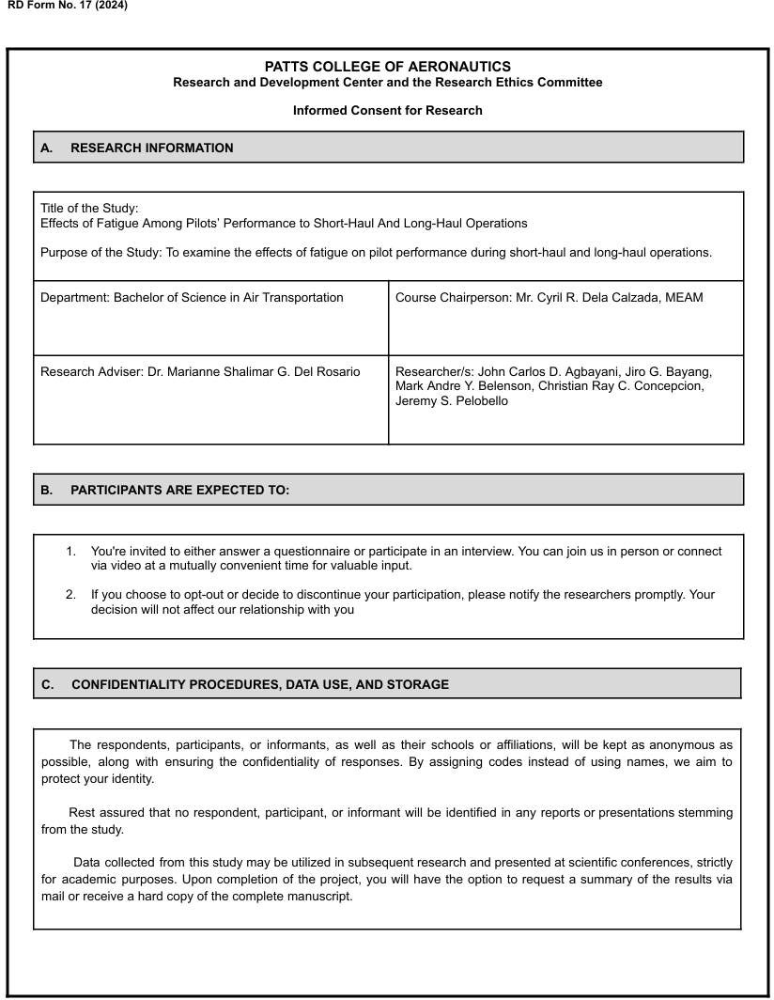 RD Form No. 17 (2024)
PATTS COLLEGE OF AERONAUTICS
Research and Development Center and the Research Ethics Committee
Informed Consent for Research
A. RESEARCH INFORMATION
Title of the Study:
Effects of Fatigue Among Pilots’ Performance to Short-Haul And Long-Haul Operations
Purpose of the Study: To examine the effects of fatigue on pilot performance during short-haul and long-haul operations.
Department: Bachelor of Science in Air Transportation
Course Chairperson: Mr. Cyril R. Dela Calzada, MEAM
Research Adviser: Dr. Marianne Shalimar G. Del Rosario
Researcher/s: John Carlos D. Agbayani, Jiro G. Bayang,
Mark Andre Y. Belenson, Christian Ray C. Concepcion,
Jeremy S. Pelobello
B. PARTICIPANTS ARE EXPECTED TO:
1. You're invited to either answer a questionnaire or participate in an interview. You can join us in person or connect
via video at a mutually convenient time for valuable input.
2. If you choose to opt-out or decide to discontinue your participation, please notify the researchers promptly. Your
decision will not affect our relationship with you
C. CONFIDENTIALITY PROCEDURES, DATA USE, AND STORAGE
The respondents, participants, or informants, as well as their schools or affiliations, will be kept as anonymous as
possible, along with ensuring the confidentiality of responses. By assigning codes instead of using names, we aim to
protect your identity.
Rest assured that no respondent, participant, or informant will be identified in any reports or presentations stemming
from the study.
Data collected from this study may be utilized in subsequent research and presented at scientific conferences, strictly
for academic purposes. Upon completion of the project, you will have the option to request a summary of the results via
mail or receive a hard copy of the complete manuscript.